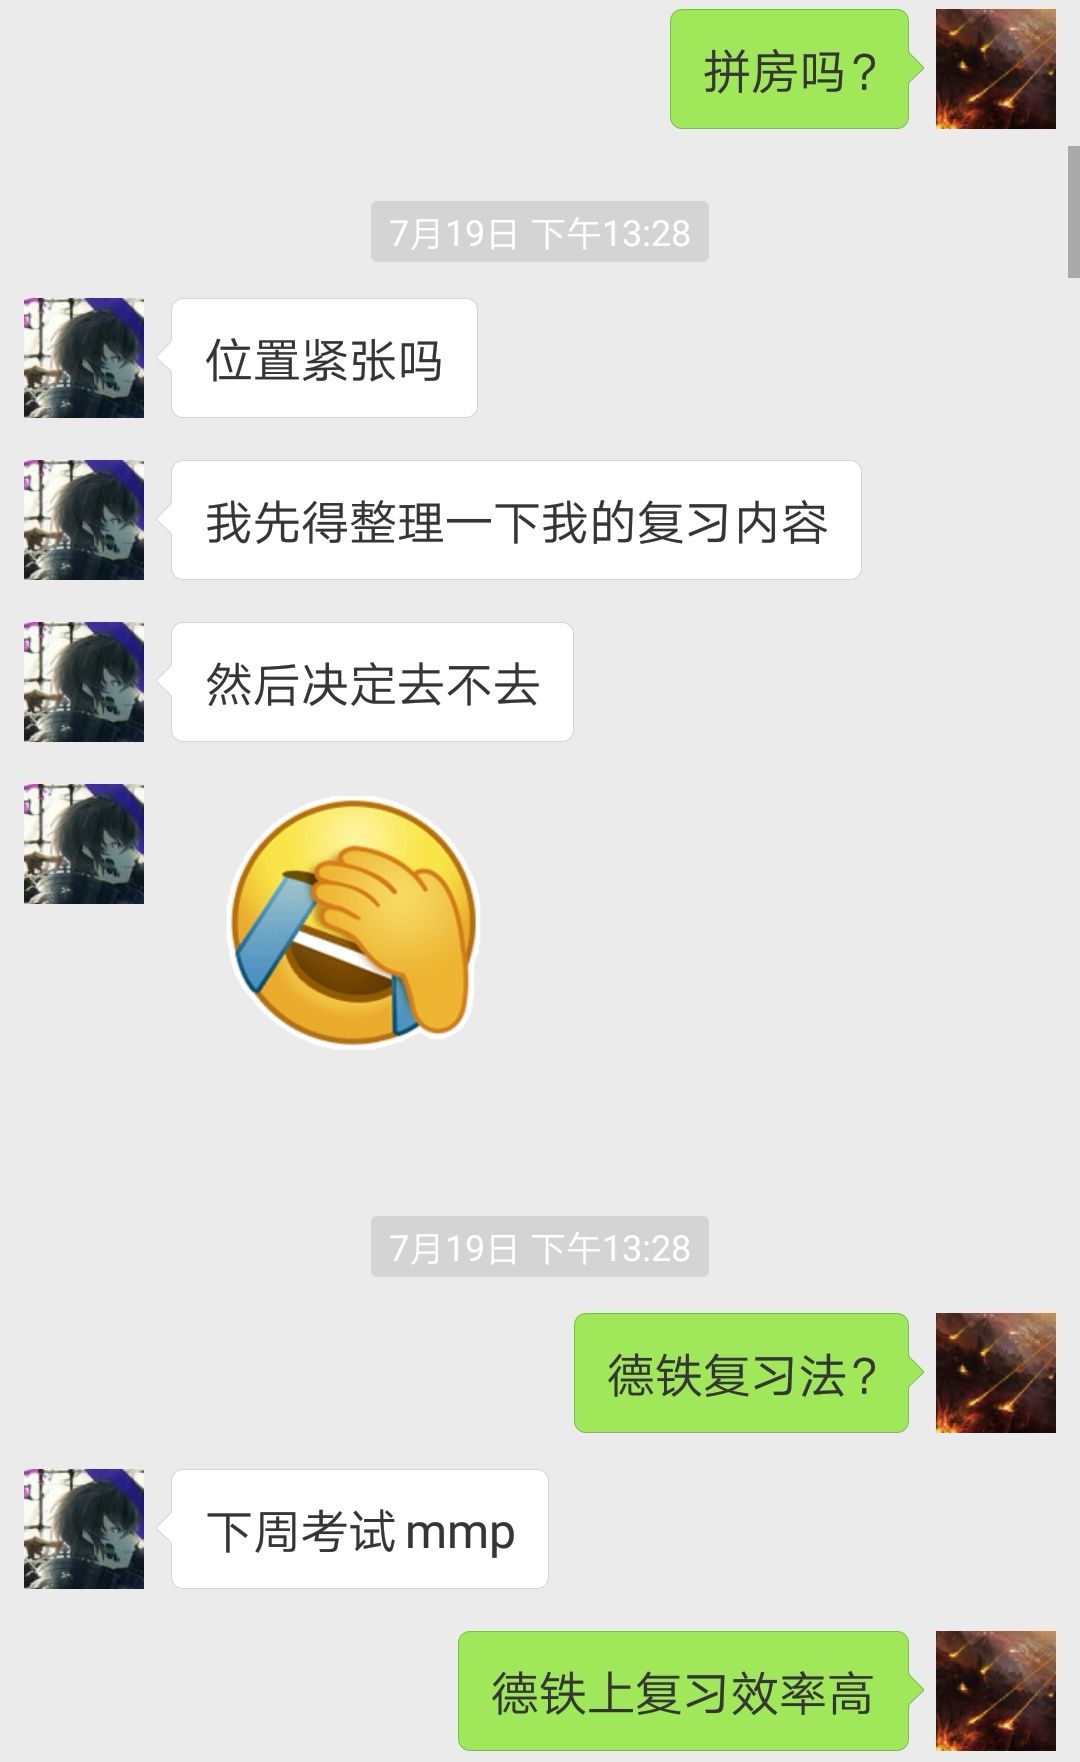 拼房吗?
7月19日 下午13:28
位置紧张吗
我先得整理一下我的复习内容
然后决定去不去
7月19日 下午13:28
德铁复习法?
下周考试mmp
德铁上复习效率高